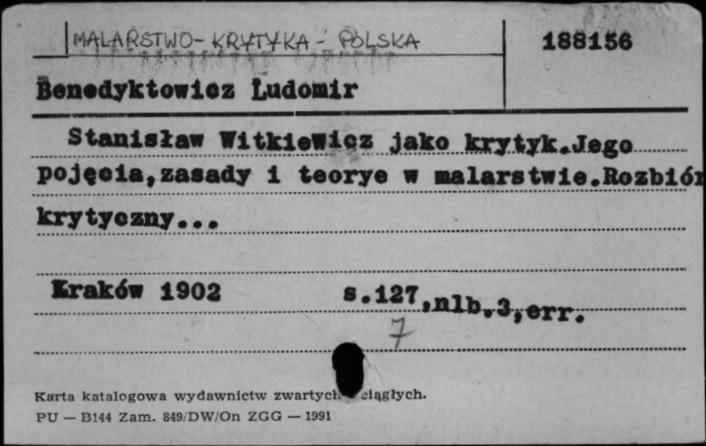 MALARSTWO - KRYTYKA - POLSKA
188156
Benedyktowicz Ludomir
Stanisław Witkiewicz jako krytyk.Jego
pojęcia,zasady i teorye w malarstwie.Rozbiór
krytyczny...
Kraków 1902 s.127,nlb.3,err.
7
Karta katalogowa wydawnictw zwartych ciągłych.
PU — B144 Zam. 849/DW/On ZGG — 1991